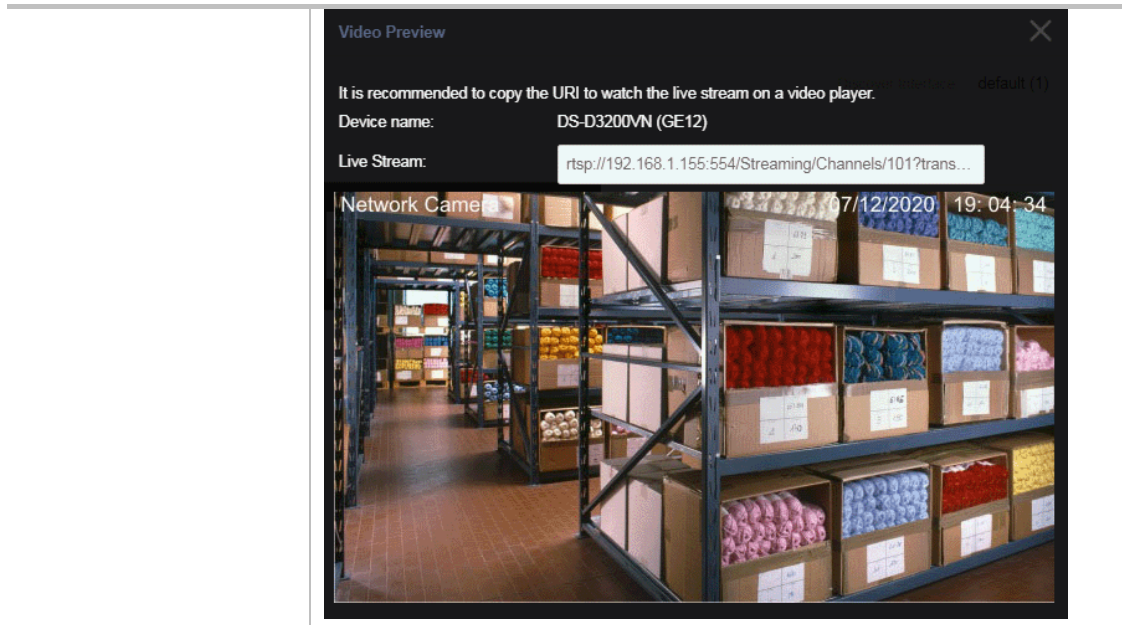 Video Preview
default (1)
It is recommended to copy the URI to watch the live stream on a video player.
Device name: DS-D3200VN (GE12)
Live Stream: rtsp://192.168.1.155:554/Streaming/Channels/101?trans...
Network Camera 07/12/2020 19: 04: 34